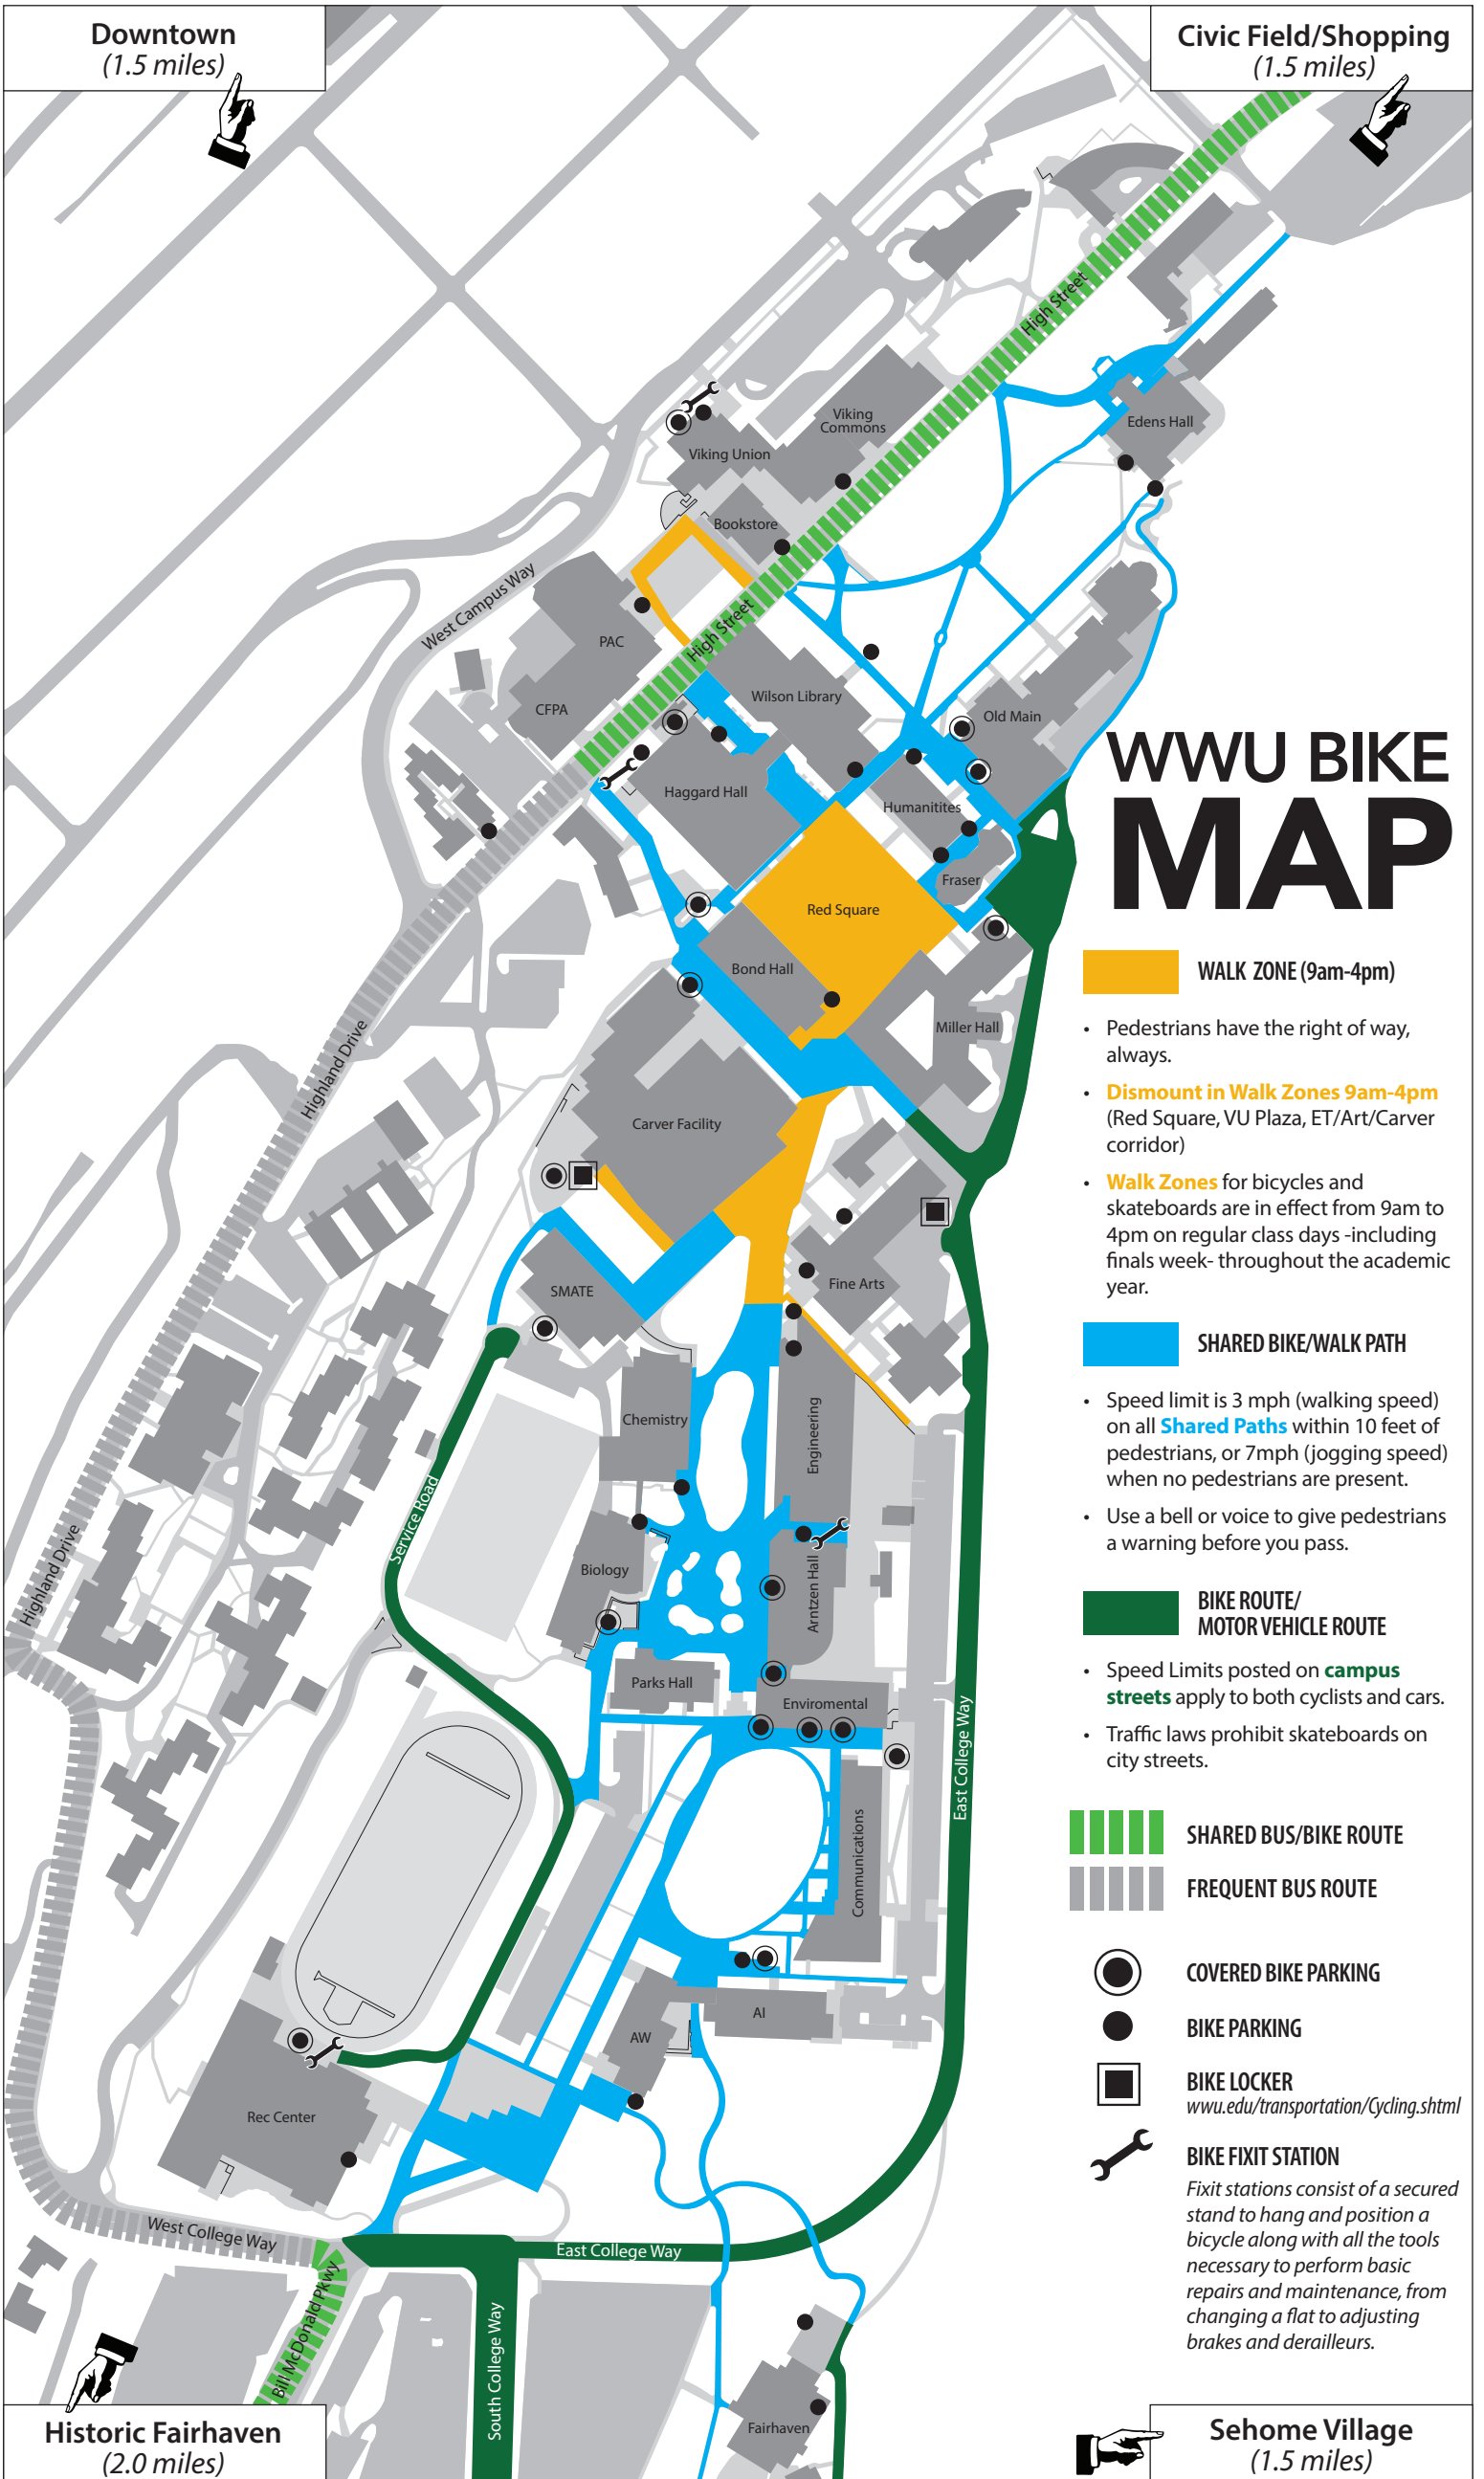 Downtown
(1.5 miles)
Civic Field/Shopping
(1.5 miles)
High Street
Viking
Commons
Edens Hall
Viking Union
Bookstore
West Campus Way
PAC
High Street
Wilson Library
CFPA
Old Main
Haggard Hall
Humanitites
Fraser
Red Square
Bond Hall
Miller Hall
Highland Drive
Carver Facility
SMATE
Fine Arts
Chemistry
Engineering
Service Road
Highland Drive
Biology
Arntzen Hall
Parks Hall
Enviromental
East College Way
Communications
AI
AW
Rec Center
West College Way
East College Way
Bill McDonald Pkwy
South College Way
Fairhaven
WWU BIKE
MAP
WALK ZONE (9am-4pm)
• Pedestrians have the right of way,
always.
• Dismount in Walk Zones 9am-4pm
(Red Square, VU Plaza, ET/Art/Carver
corridor)
• Walk Zones for bicycles and
skateboards are in effect from 9am to
4pm on regular class days -including
finals week- throughout the academic
year.
SHARED BIKE/WALK PATH
• Speed limit is 3 mph (walking speed)
on all Shared Paths within 10 feet of
pedestrians, or 7mph (jogging speed)
when no pedestrians are present.
• Use a bell or voice to give pedestrians
a warning before you pass.
BIKE ROUTE/
MOTOR VEHICLE ROUTE
• Speed Limits posted on campus
streets apply to both cyclists and cars.
• Traffic laws prohibit skateboards on
city streets.
SHARED BUS/BIKE ROUTE
FREQUENT BUS ROUTE
COVERED BIKE PARKING
BIKE PARKING
BIKE LOCKER
wwu.edu/transportation/Cycling.shtml
BIKE FIXIT STATION
Fixit stations consist of a secured
stand to hang and position a
bicycle along with all the tools
necessary to perform basic
repairs and maintenance, from
changing a flat to adjusting
brakes and derailleurs.
Historic Fairhaven
(2.0 miles)
Sehome Village
(1.5 miles)